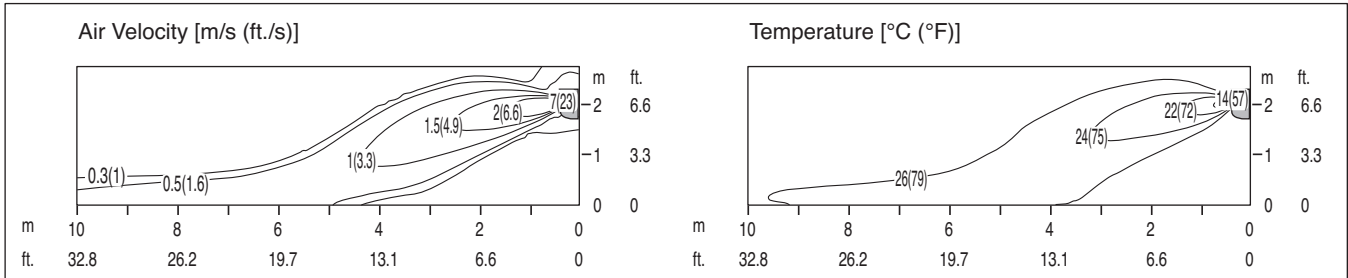 Air Velocity [m/s (ft./s)]
7(23)
2(6.6)
1.5(4.9)
1(3.3)
0.3(1)
0.5(1.6)
m ft.
2 6.6
1 3.3
0 0
m 10 8 6 4 2 0
ft. 32.8 26.2 19.7 13.1 6.6 0
Temperature [°C (°F)]
14(57)
22(72)
24(75)
26(79)
m ft.
2 6.6
1 3.3
0 0
m 10 8 6 4 2 0
ft. 32.8 26.2 19.7 13.1 6.6 0